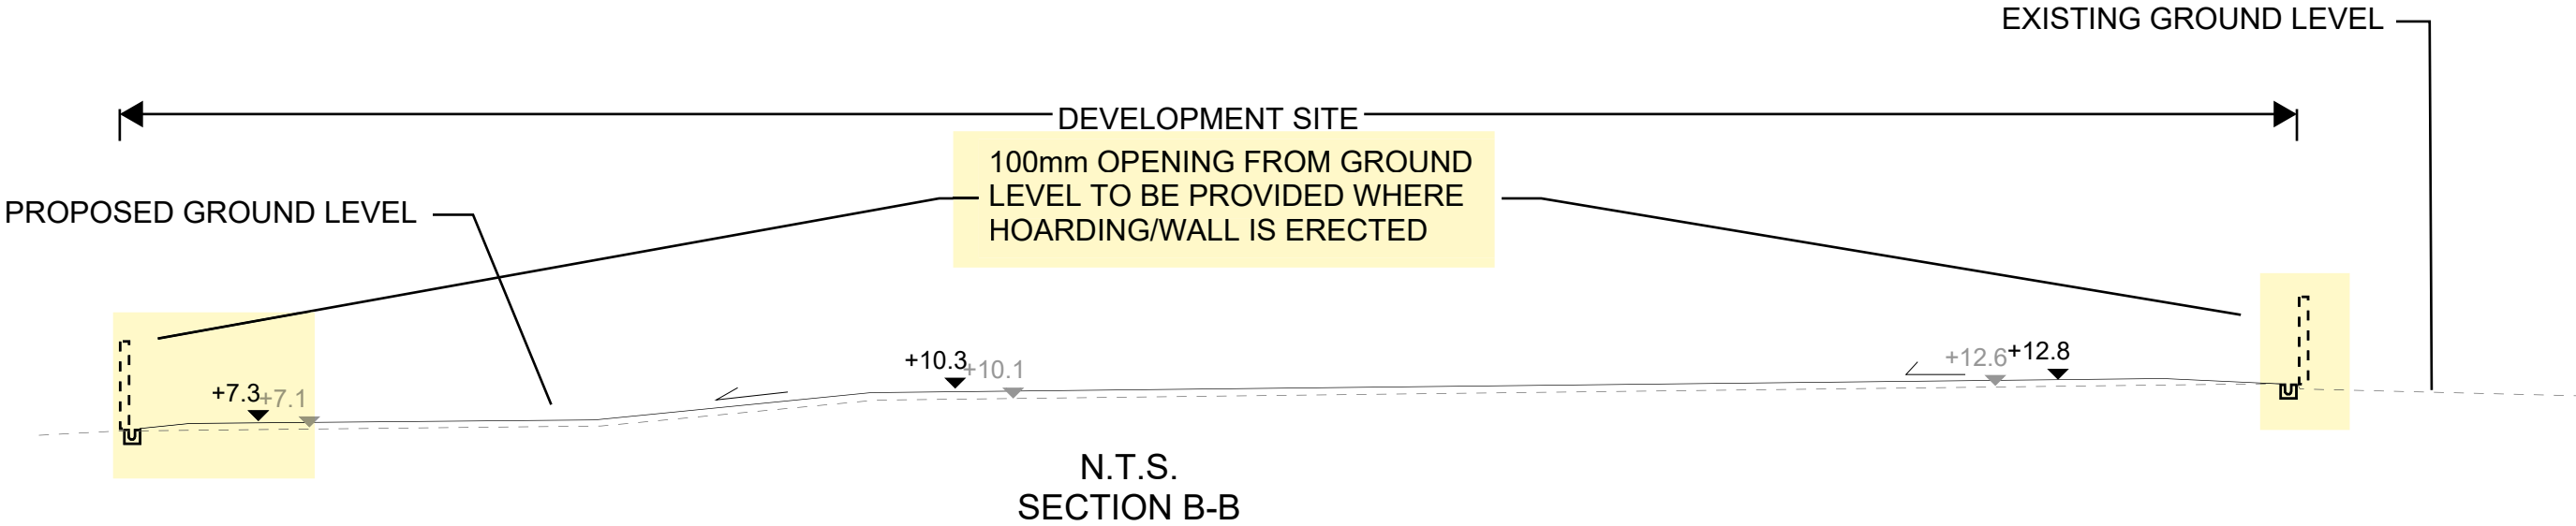 EXISTING GROUND LEVEL
DEVELOPMENT SITE
100mm OPENING FROM GROUND
LEVEL TO BE PROVIDED WHERE
HOARDING/WALL IS ERECTED
PROPOSED GROUND LEVEL
+7.3 +7.1
+10.3 +10.1
+12.6 +12.8
N.T.S.
SECTION B-B